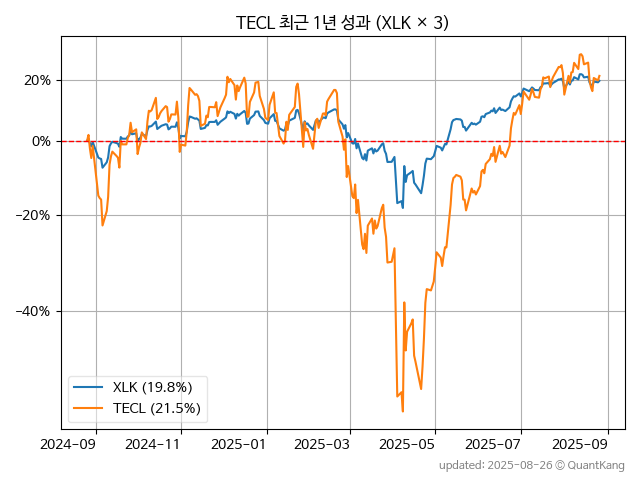 TECL 최근 1년 성과 (XLK × 3)
20%
0%
−20%
−40%
XLK (19.8%)
TECL (21.5%)
2024−09
2024−11
2025−01
2025−03
2025−05
2025−07
2025−09
updated: 2025-08-26 © QuantKang